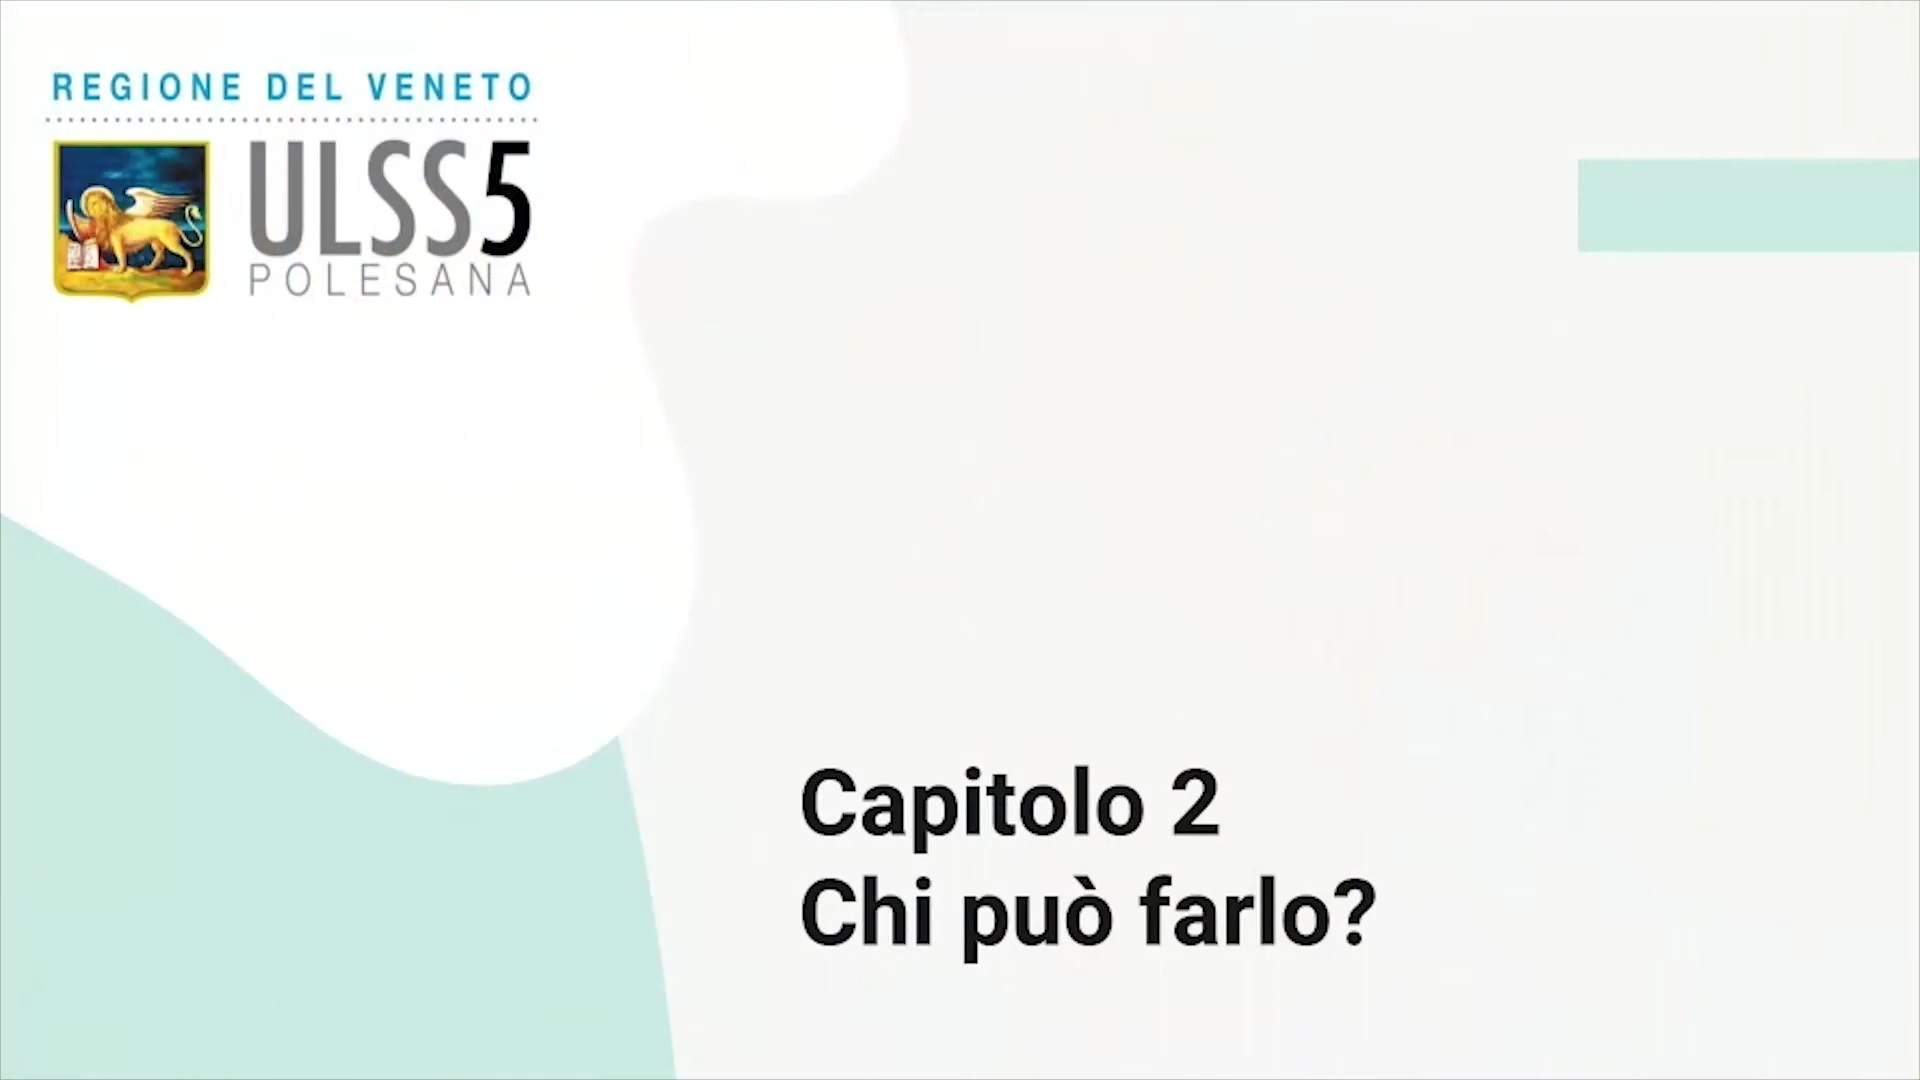 REGIONE DEL VENETO
ULSS5
POLESANA
Capitolo 2
Chi può farlo?